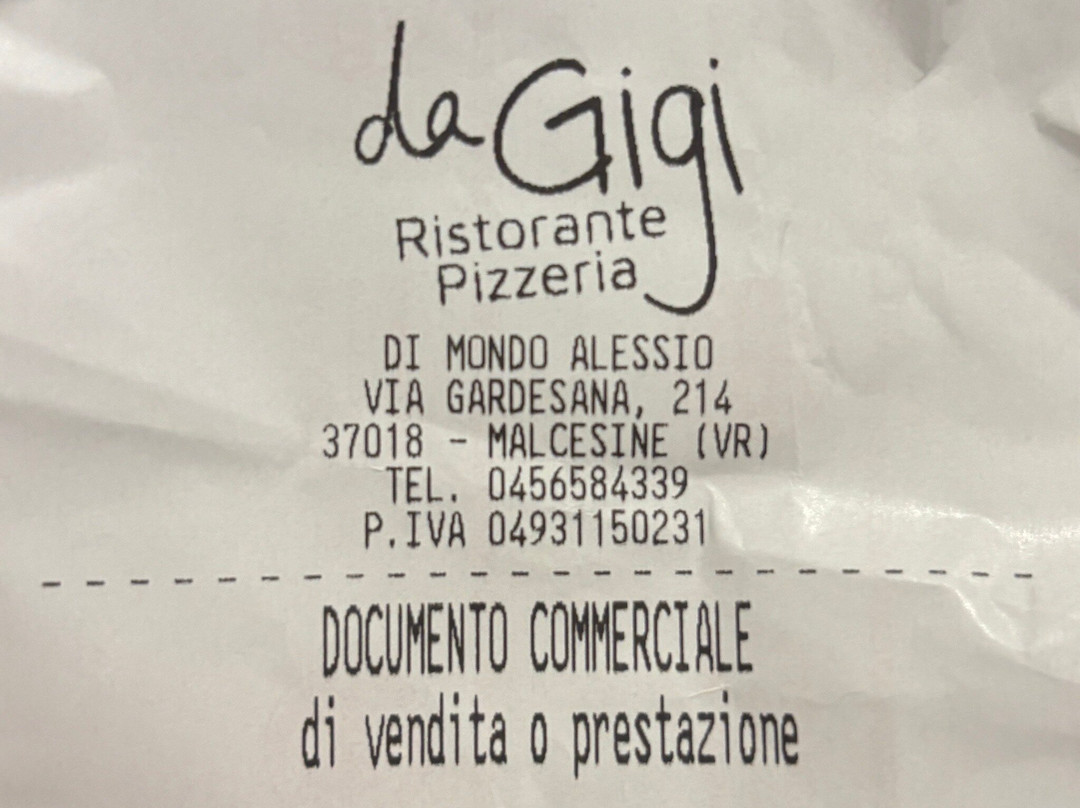 da Gigi
Ristorante
Pizzeria
DI MONDO ALESSIO
VIA GARDESANA, 214
37018 - MALCESINE (VR)
TEL. 0456584339
P.IVA 04931150231
DOCUMENTO COMMERCIALE
di vendita o prestazione